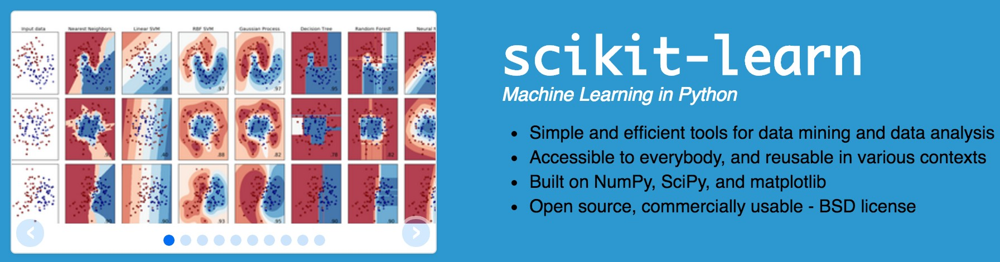 Input data Nearest Neighbors Linear SVM RBF SVM Gaussian Process Decision Tree Random Forest Neural
.97 .88 .97 .97 .95 .95
.93 .40 .88 .82 .78 .82
.90 .90 .93 .95 .90 .90
scikit-learn
Machine Learning in Python
• Simple and efficient tools for data mining and data analysis
• Accessible to everybody, and reusable in various contexts
• Built on NumPy, SciPy, and matplotlib
• Open source, commercially usable - BSD license